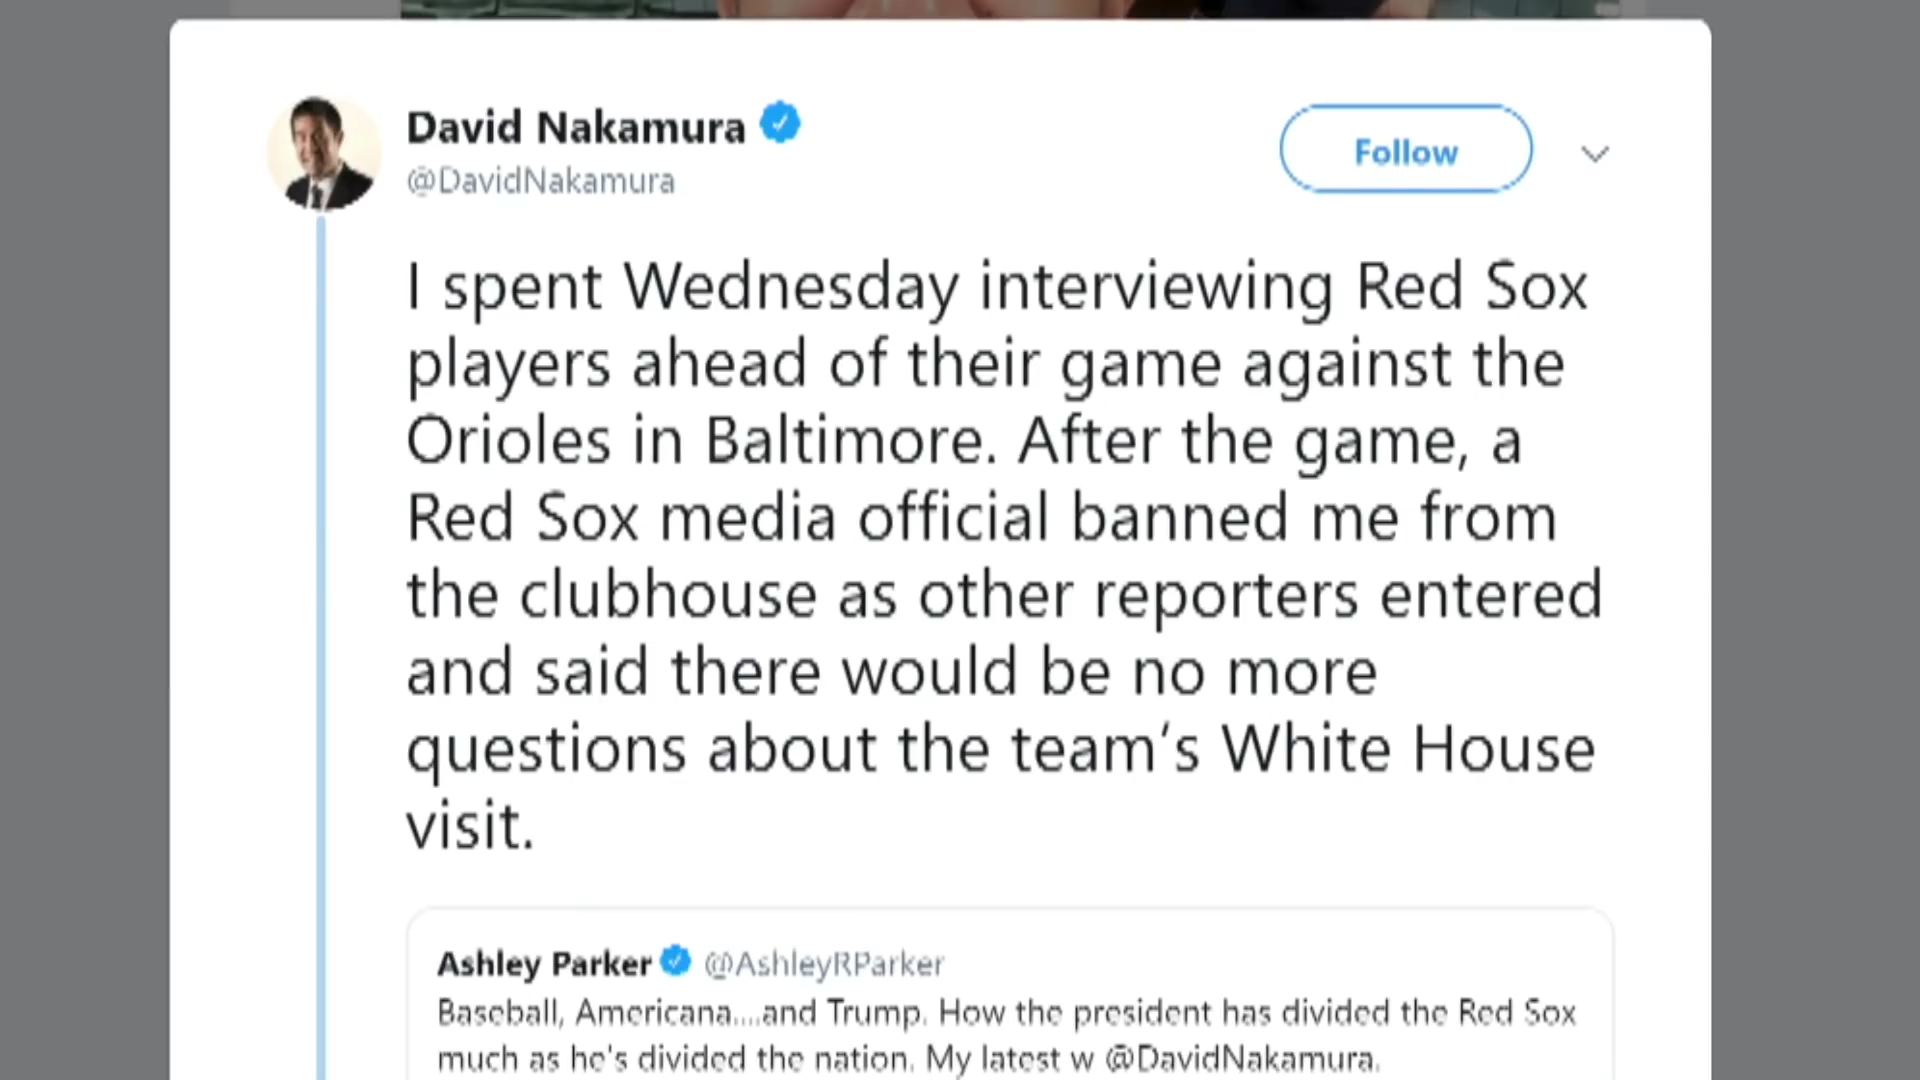 David Nakamura
@DavidNakamura
Follow
I spent Wednesday interviewing Red Sox
players ahead of their game against the
Orioles in Baltimore. After the game, a
Red Sox media official banned me from
the clubhouse as other reporters entered
and said there would be no more
questions about the team's White House
visit.
Ashley Parker @AshleyRParker
Baseball, Americana....and Trump. How the president has divided the Red Sox
much as he's divided the nation. My latest w @DavidNakamura.